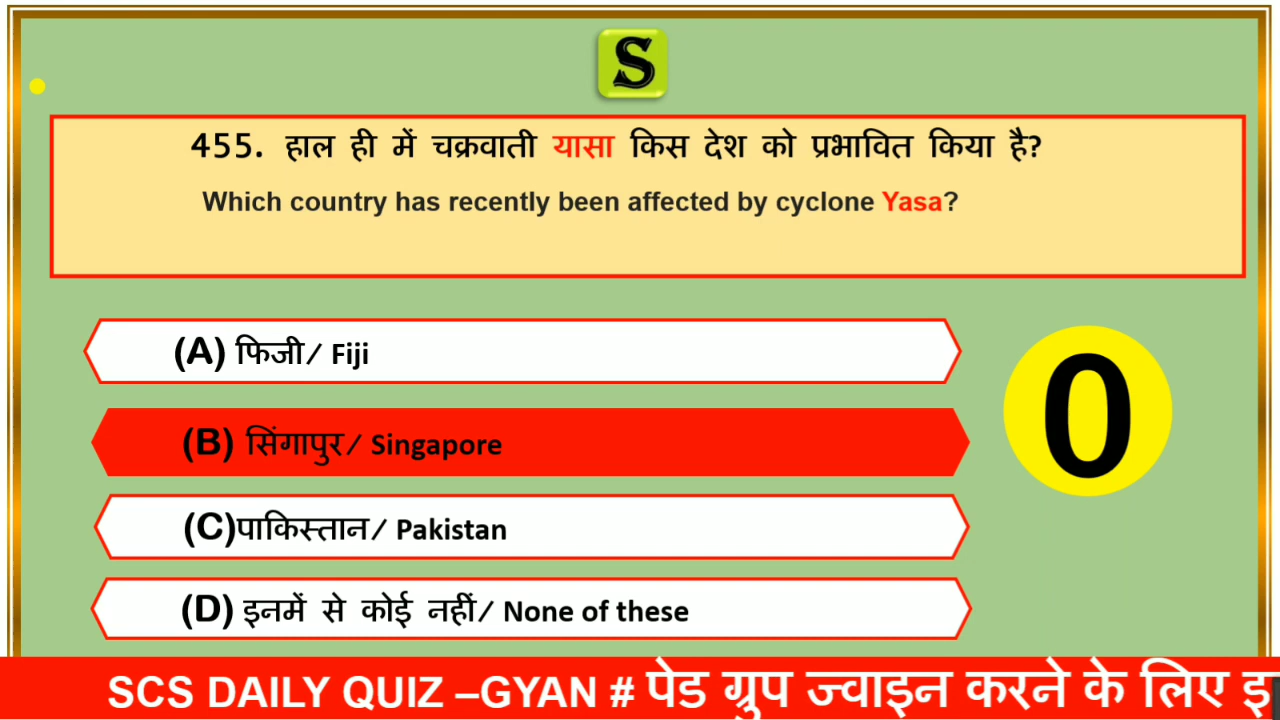 S
455. हाल ही में चक्रवाती यासा किस देश को प्रभावित किया है?
Which country has recently been affected by cyclone Yasa?
(A) फिजी/ Fiji
0
(B) सिंगापुर/ Singapore
(C)पाकिस्तान/ Pakistan
(D) इनमें से कोई नहीं/ None of these
SCS DAILY QUIZ –GYAN # पेड ग्रुप ज्वाइन करने के लिए इ